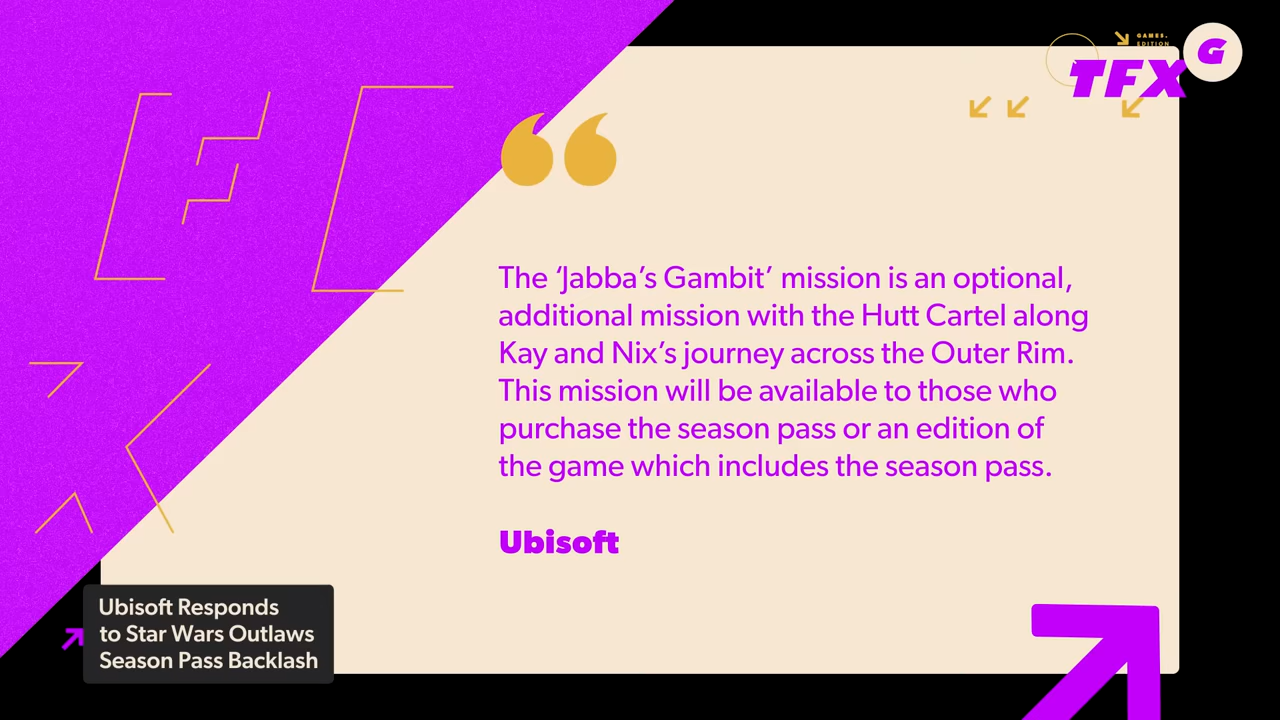 GAMES.
EDITION
TFX
G
“
The ‘Jabba’s Gambit’ mission is an optional,
additional mission with the Hutt Cartel along
Kay and Nix’s journey across the Outer Rim.
This mission will be available to those who
purchase the season pass or an edition of
the game which includes the season pass.
Ubisoft
Ubisoft Responds
to Star Wars Outlaws
Season Pass Backlash